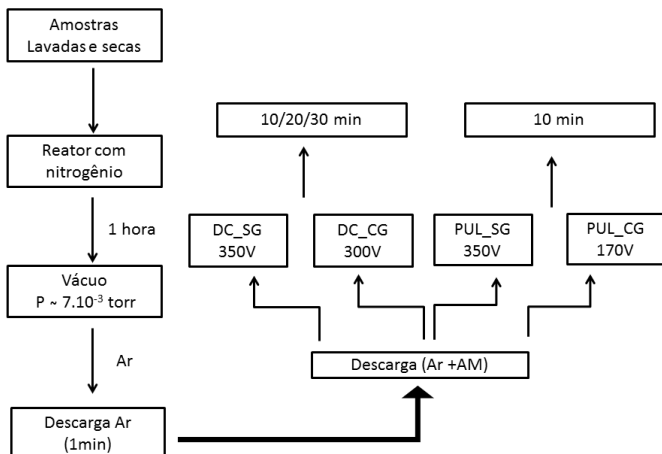 Amostras
Lavadas e secas
Reator com
nitrogênio
1 hora
Vácuo
P ~ 7.10⁻³ torr
Ar
Descarga Ar
(1min)
10/20/30 min
10 min
DC_SG
350V
DC_CG
300V
PUL_SG
350V
PUL_CG
170V
Descarga (Ar +AM)